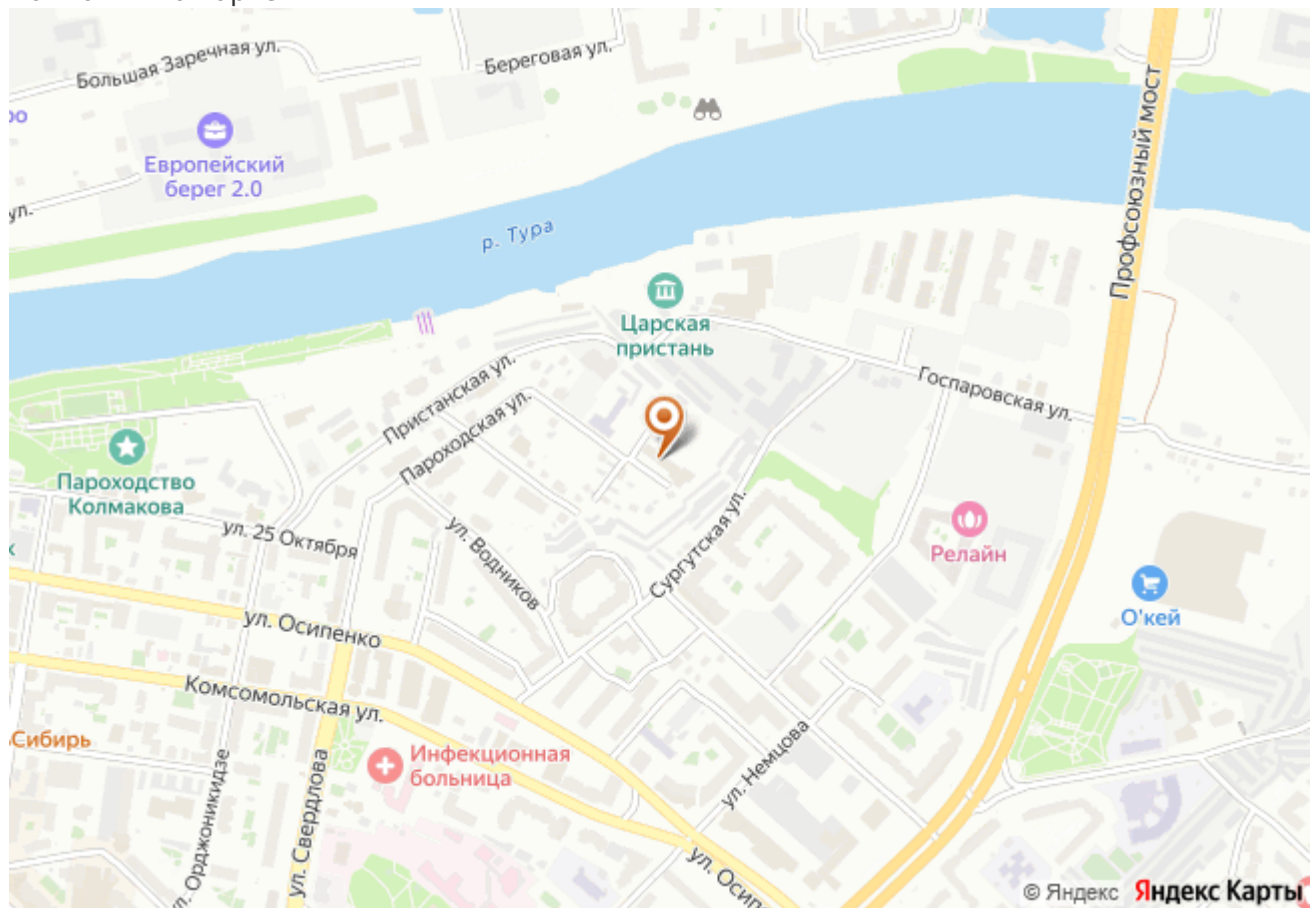 Большая Заречная ул.
Береговая ул.
Европейский
берег 2.0
ул.
р. Тура
Профсоюзный мост
Царская
пристань
Госпаровская ул.
Пристанская ул.
Пароходская ул.
Пароходство
Колмакова
ул. 25 Октября
ул. Водников
Сургутская ул.
Релайн
О'кей
ул. Осипенко
Комсомольская ул.
Сибирь
Инфекционная
больница
ул. Немцова
ул. Орджоникидзе
ул. Свердлова
ул. Осип
© Яндекс Яндекс Карты